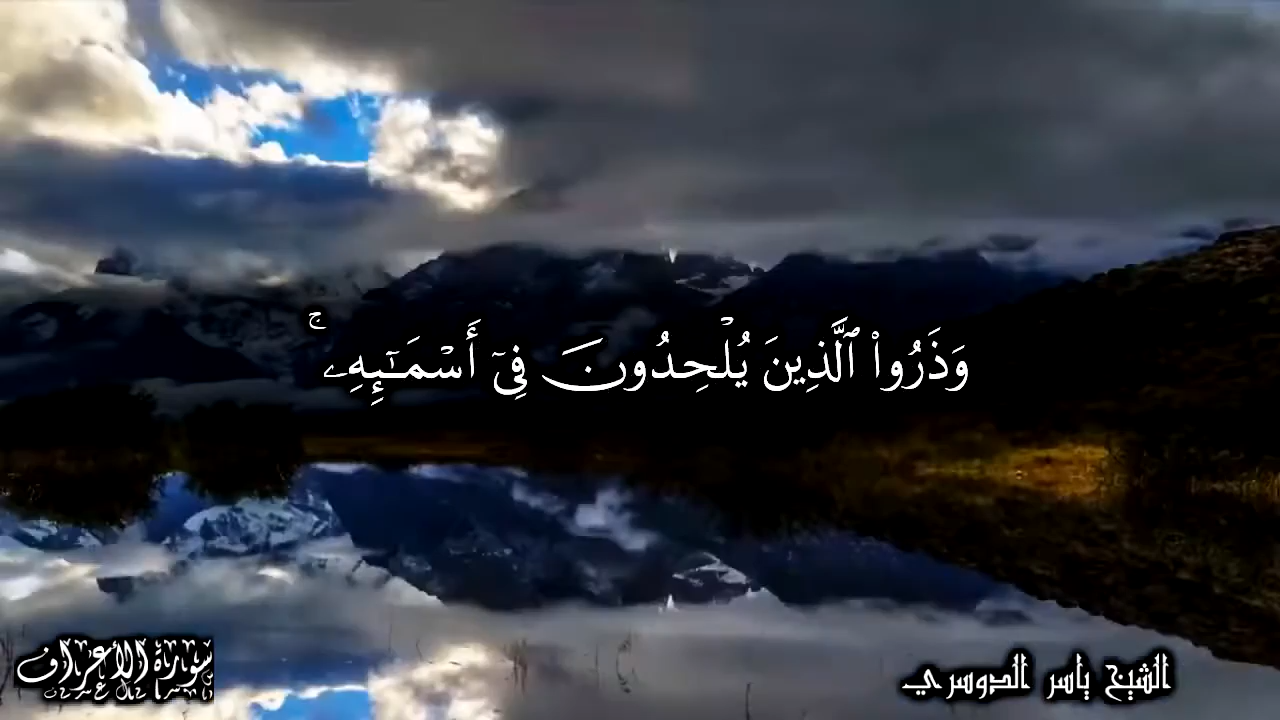 وَذَرُوا۟ ٱلَّذِينَ يُلْحِدُونَ فِىٓ أَسْمَـٰٓئِهِۦ ۚ
سورة الأعراف
الشيخ ياسر الدوسري